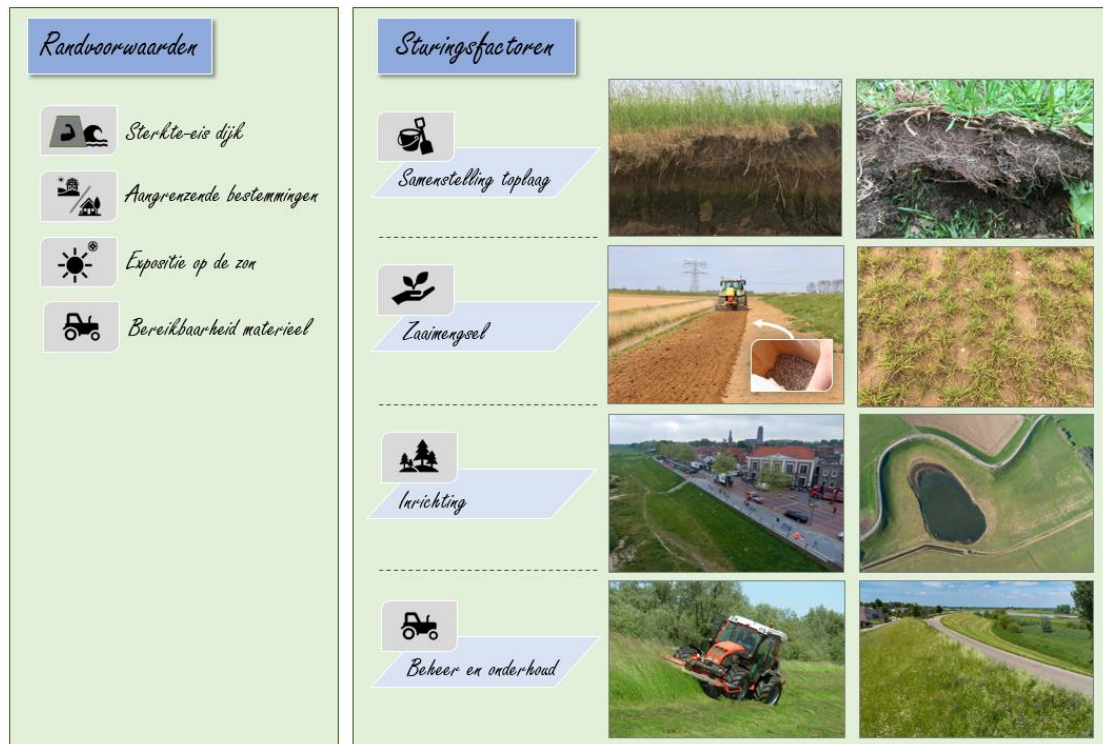 Randvoorwaarden
Sterkte-eis dijk
Aangrenzende bestemmingen
Expositie op de zon
Bereikbaarheid materieel
Sturingsfactoren
Samenstelling toplaag
Zaaimengsel
Inrichting
Beheer en onderhoud